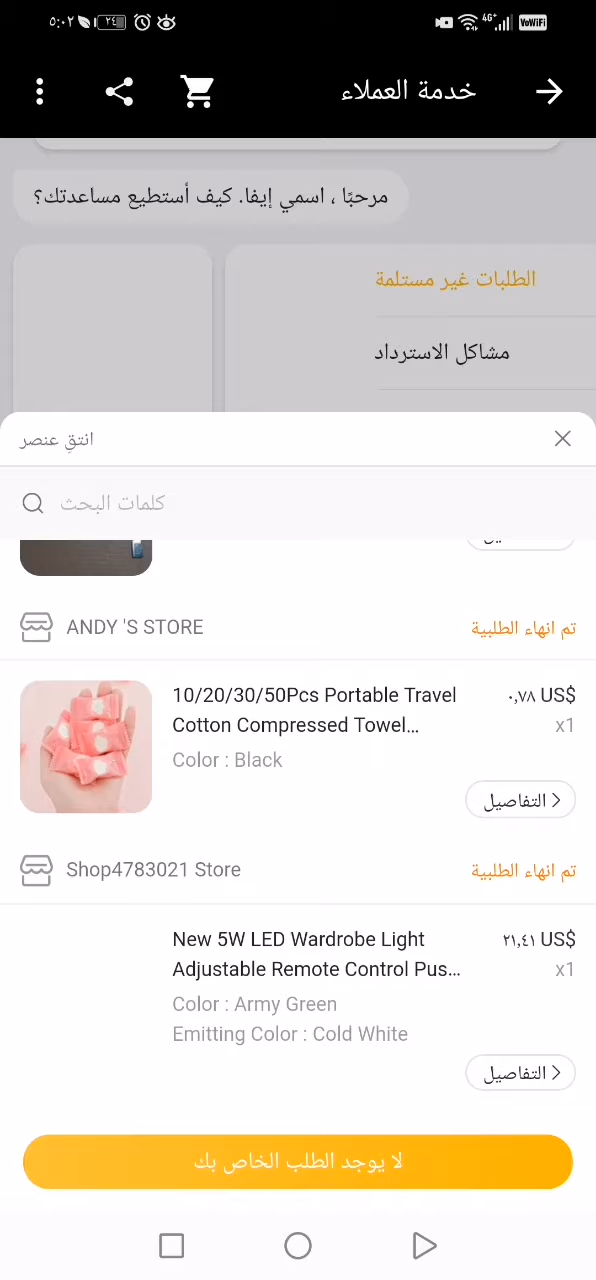 ٥:٠٢
٢٤
4G+
VoWiFi
خدمة العملاء
مرحبًا ، اسمي إيفا. كيف أستطيع مساعدتك؟
الطلبات غير مستلمة
مشاكل الاسترداد
انتقِ عنصر
كلمات البحث
ANDY 'S STORE
تم انهاء الطلبية
10/20/30/50Pcs Portable Travel
Cotton Compressed Towel…
٠,٧٨ US$
x1
Color : Black
التفاصيل
Shop4783021 Store
تم انهاء الطلبية
New 5W LED Wardrobe Light
Adjustable Remote Control Pus…
٢١,٤١ US$
x1
Color : Army Green
Emitting Color : Cold White
التفاصيل
لا يوجد الطلب الخاص بك